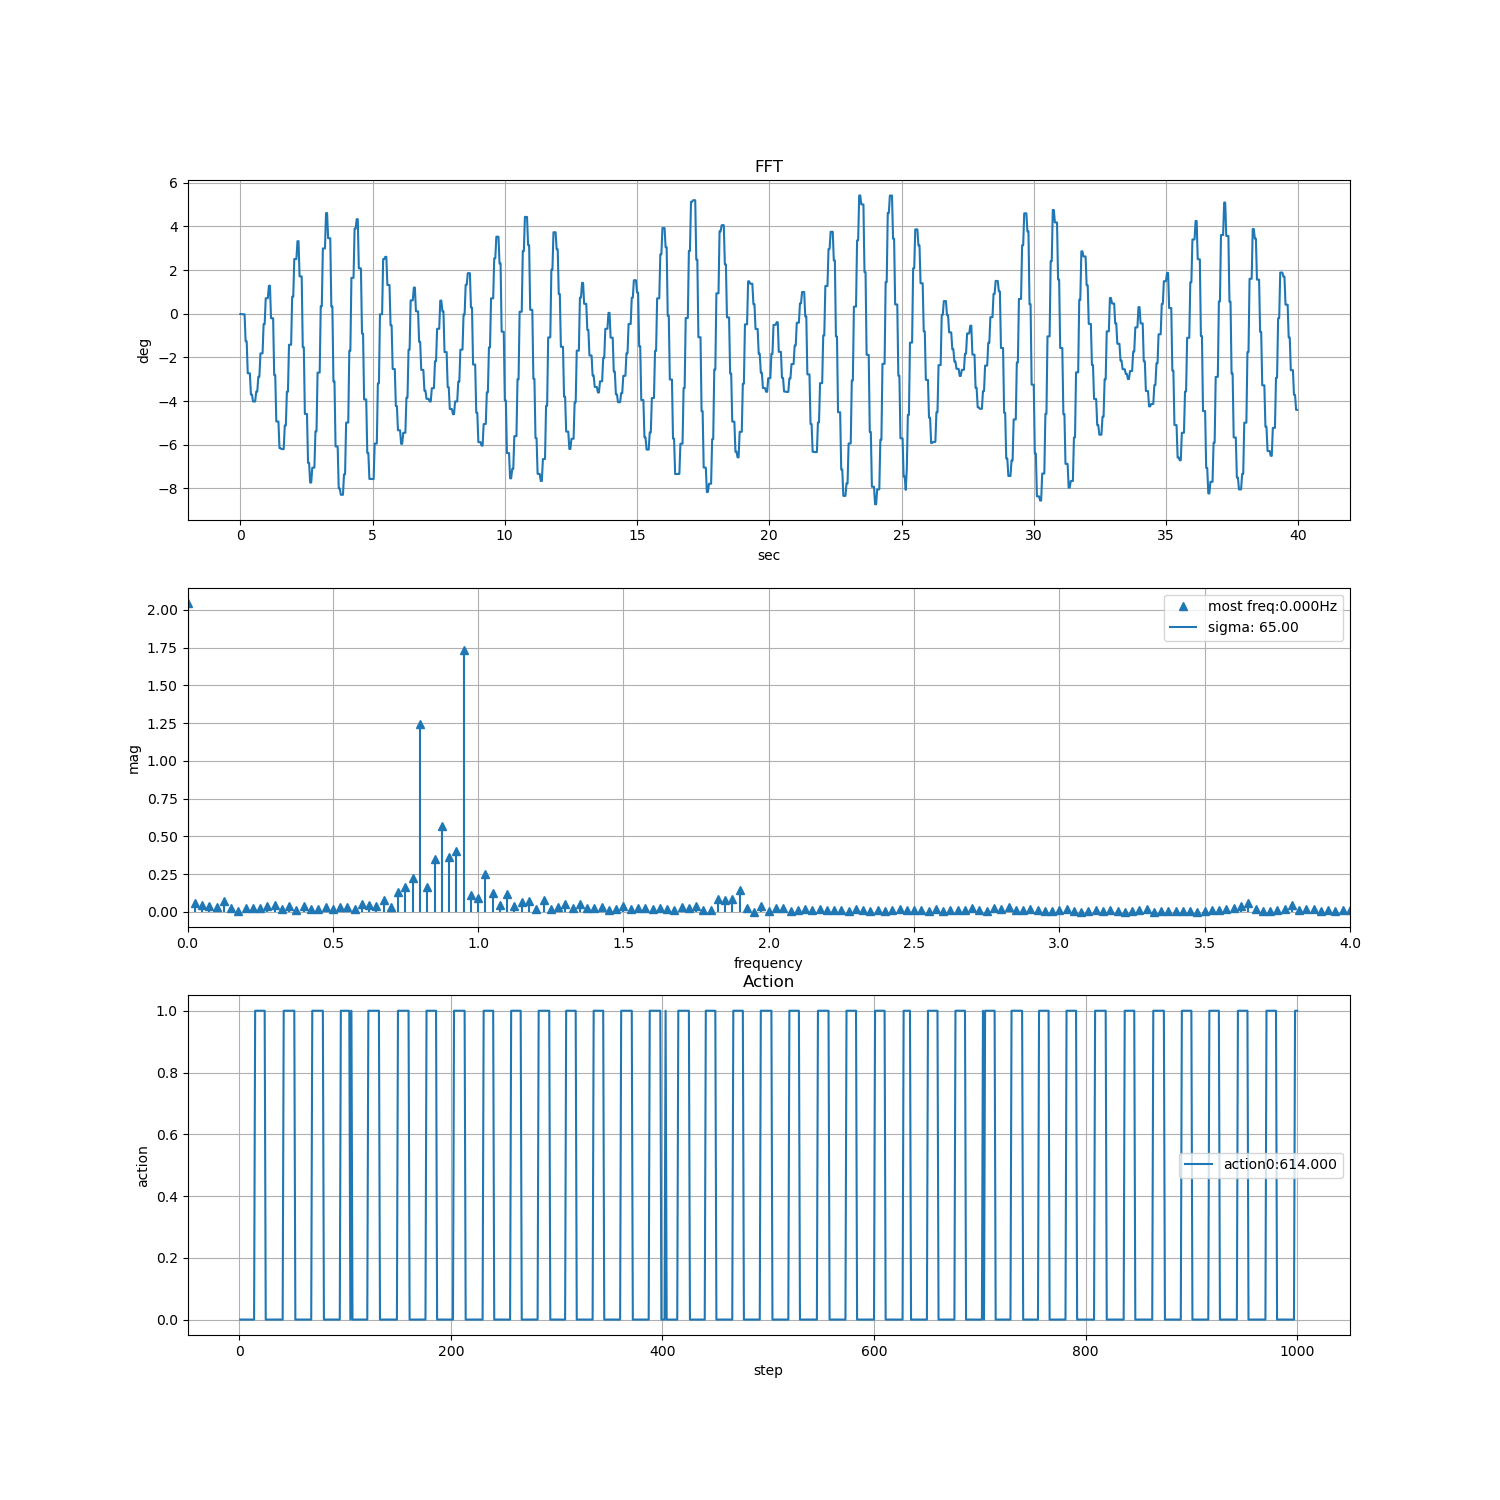 FFT
6
4
2
0
−2
−4
−6
−8
deg
0 5 10 15 20 25 30 35 40
sec
2.00
1.75
1.50
1.25
1.00
0.75
0.50
0.25
0.00
mag
most freq:0.000Hz
sigma: 65.00
0.0 0.5 1.0 1.5 2.0 2.5 3.0 3.5 4.0
frequency
Action
1.0
0.8
0.6
0.4
0.2
0.0
action
action0:614.000
0 200 400 600 800 1000
step